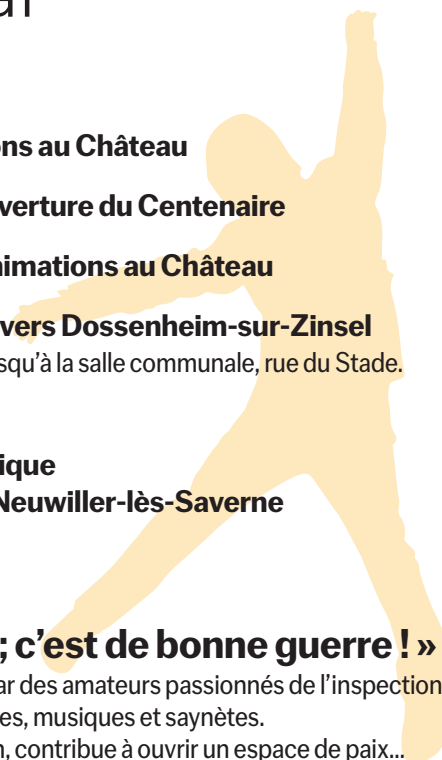 ons au Château
verture du Centenaire
nimations au Château
vers Dossenheim-sur-Zinsel
squ'à la salle communale, rue du Stade.
ique
Neuwiller-lès-Saverne
; c'est de bonne guerre ! »
ar des amateurs passionnés de l'inspection
es, musiques et saynètes.
n, contribue à ouvrir un espace de paix...